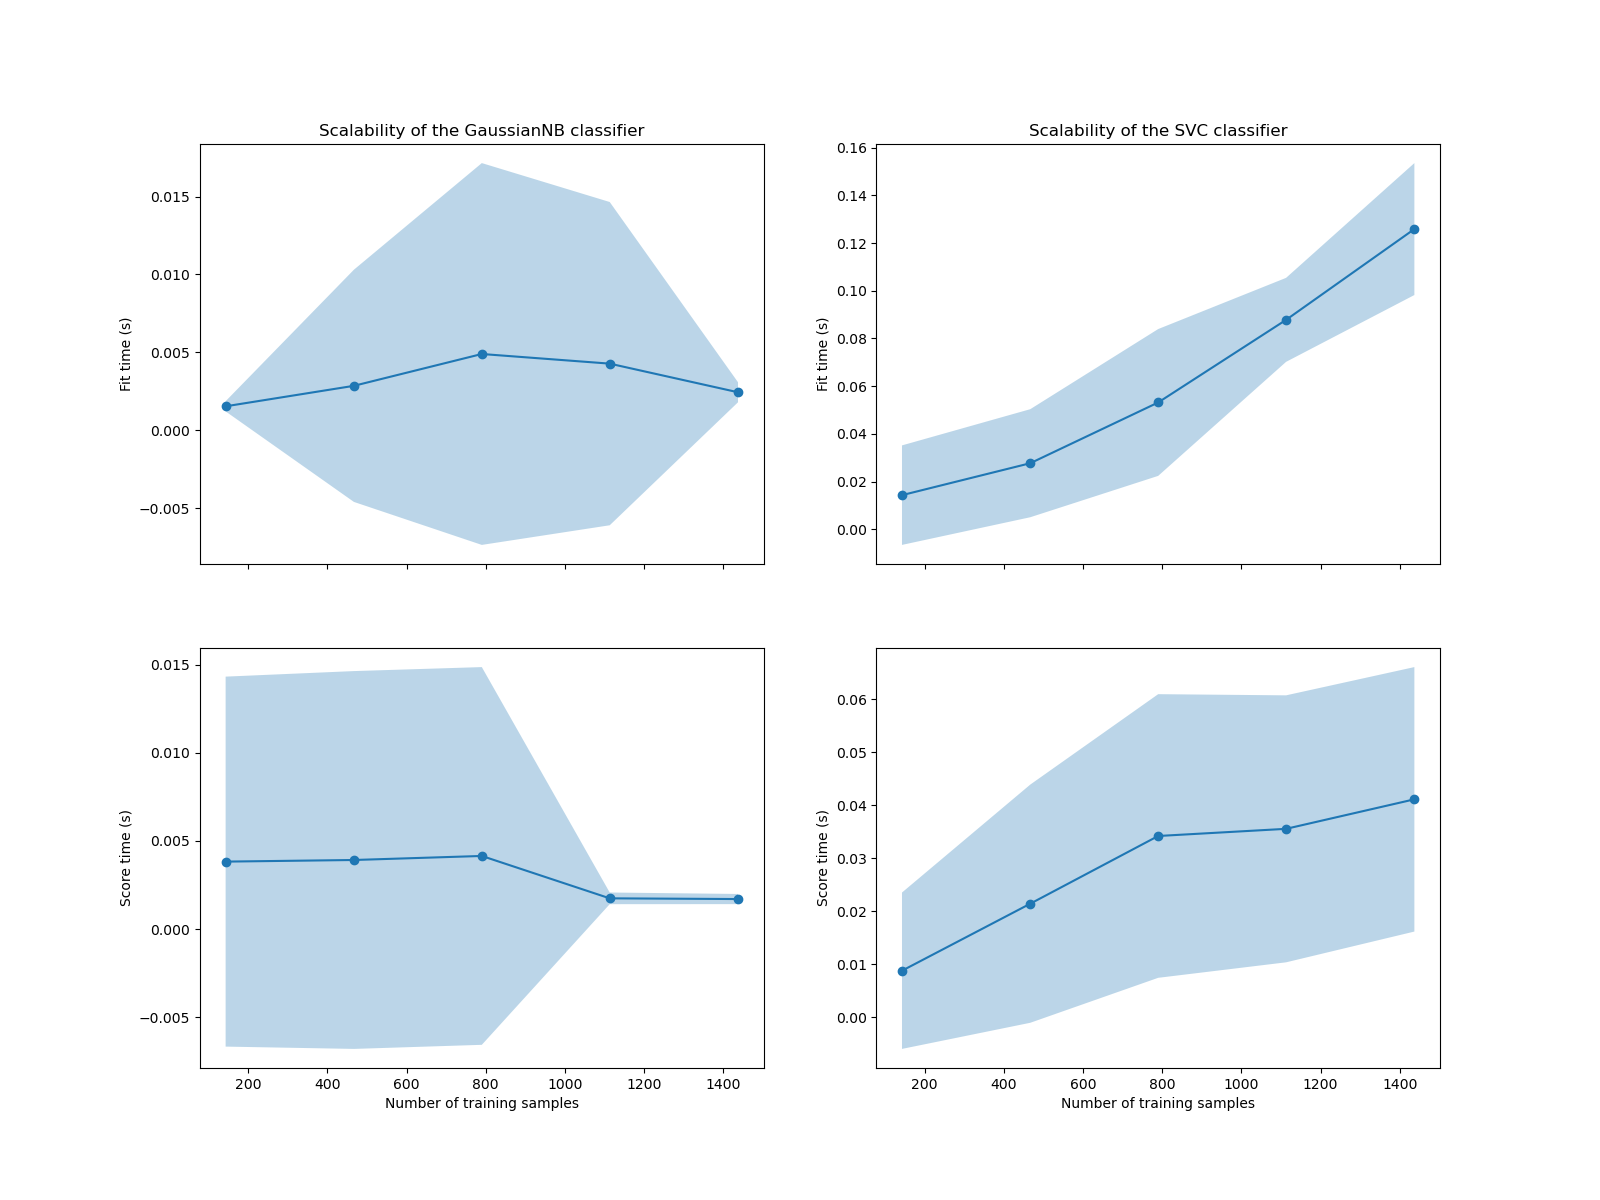 Scalability of the GaussianNB classifier
Scalability of the SVC classifier
0.015
0.010
0.005
0.000
−0.005
Fit time (s)
0.16
0.14
0.12
0.10
0.08
0.06
0.04
0.02
0.00
Fit time (s)
0.015
0.010
0.005
0.000
−0.005
Score time (s)
200 400 600 800 1000 1200 1400
Number of training samples
0.06
0.05
0.04
0.03
0.02
0.01
0.00
Score time (s)
200 400 600 800 1000 1200 1400
Number of training samples